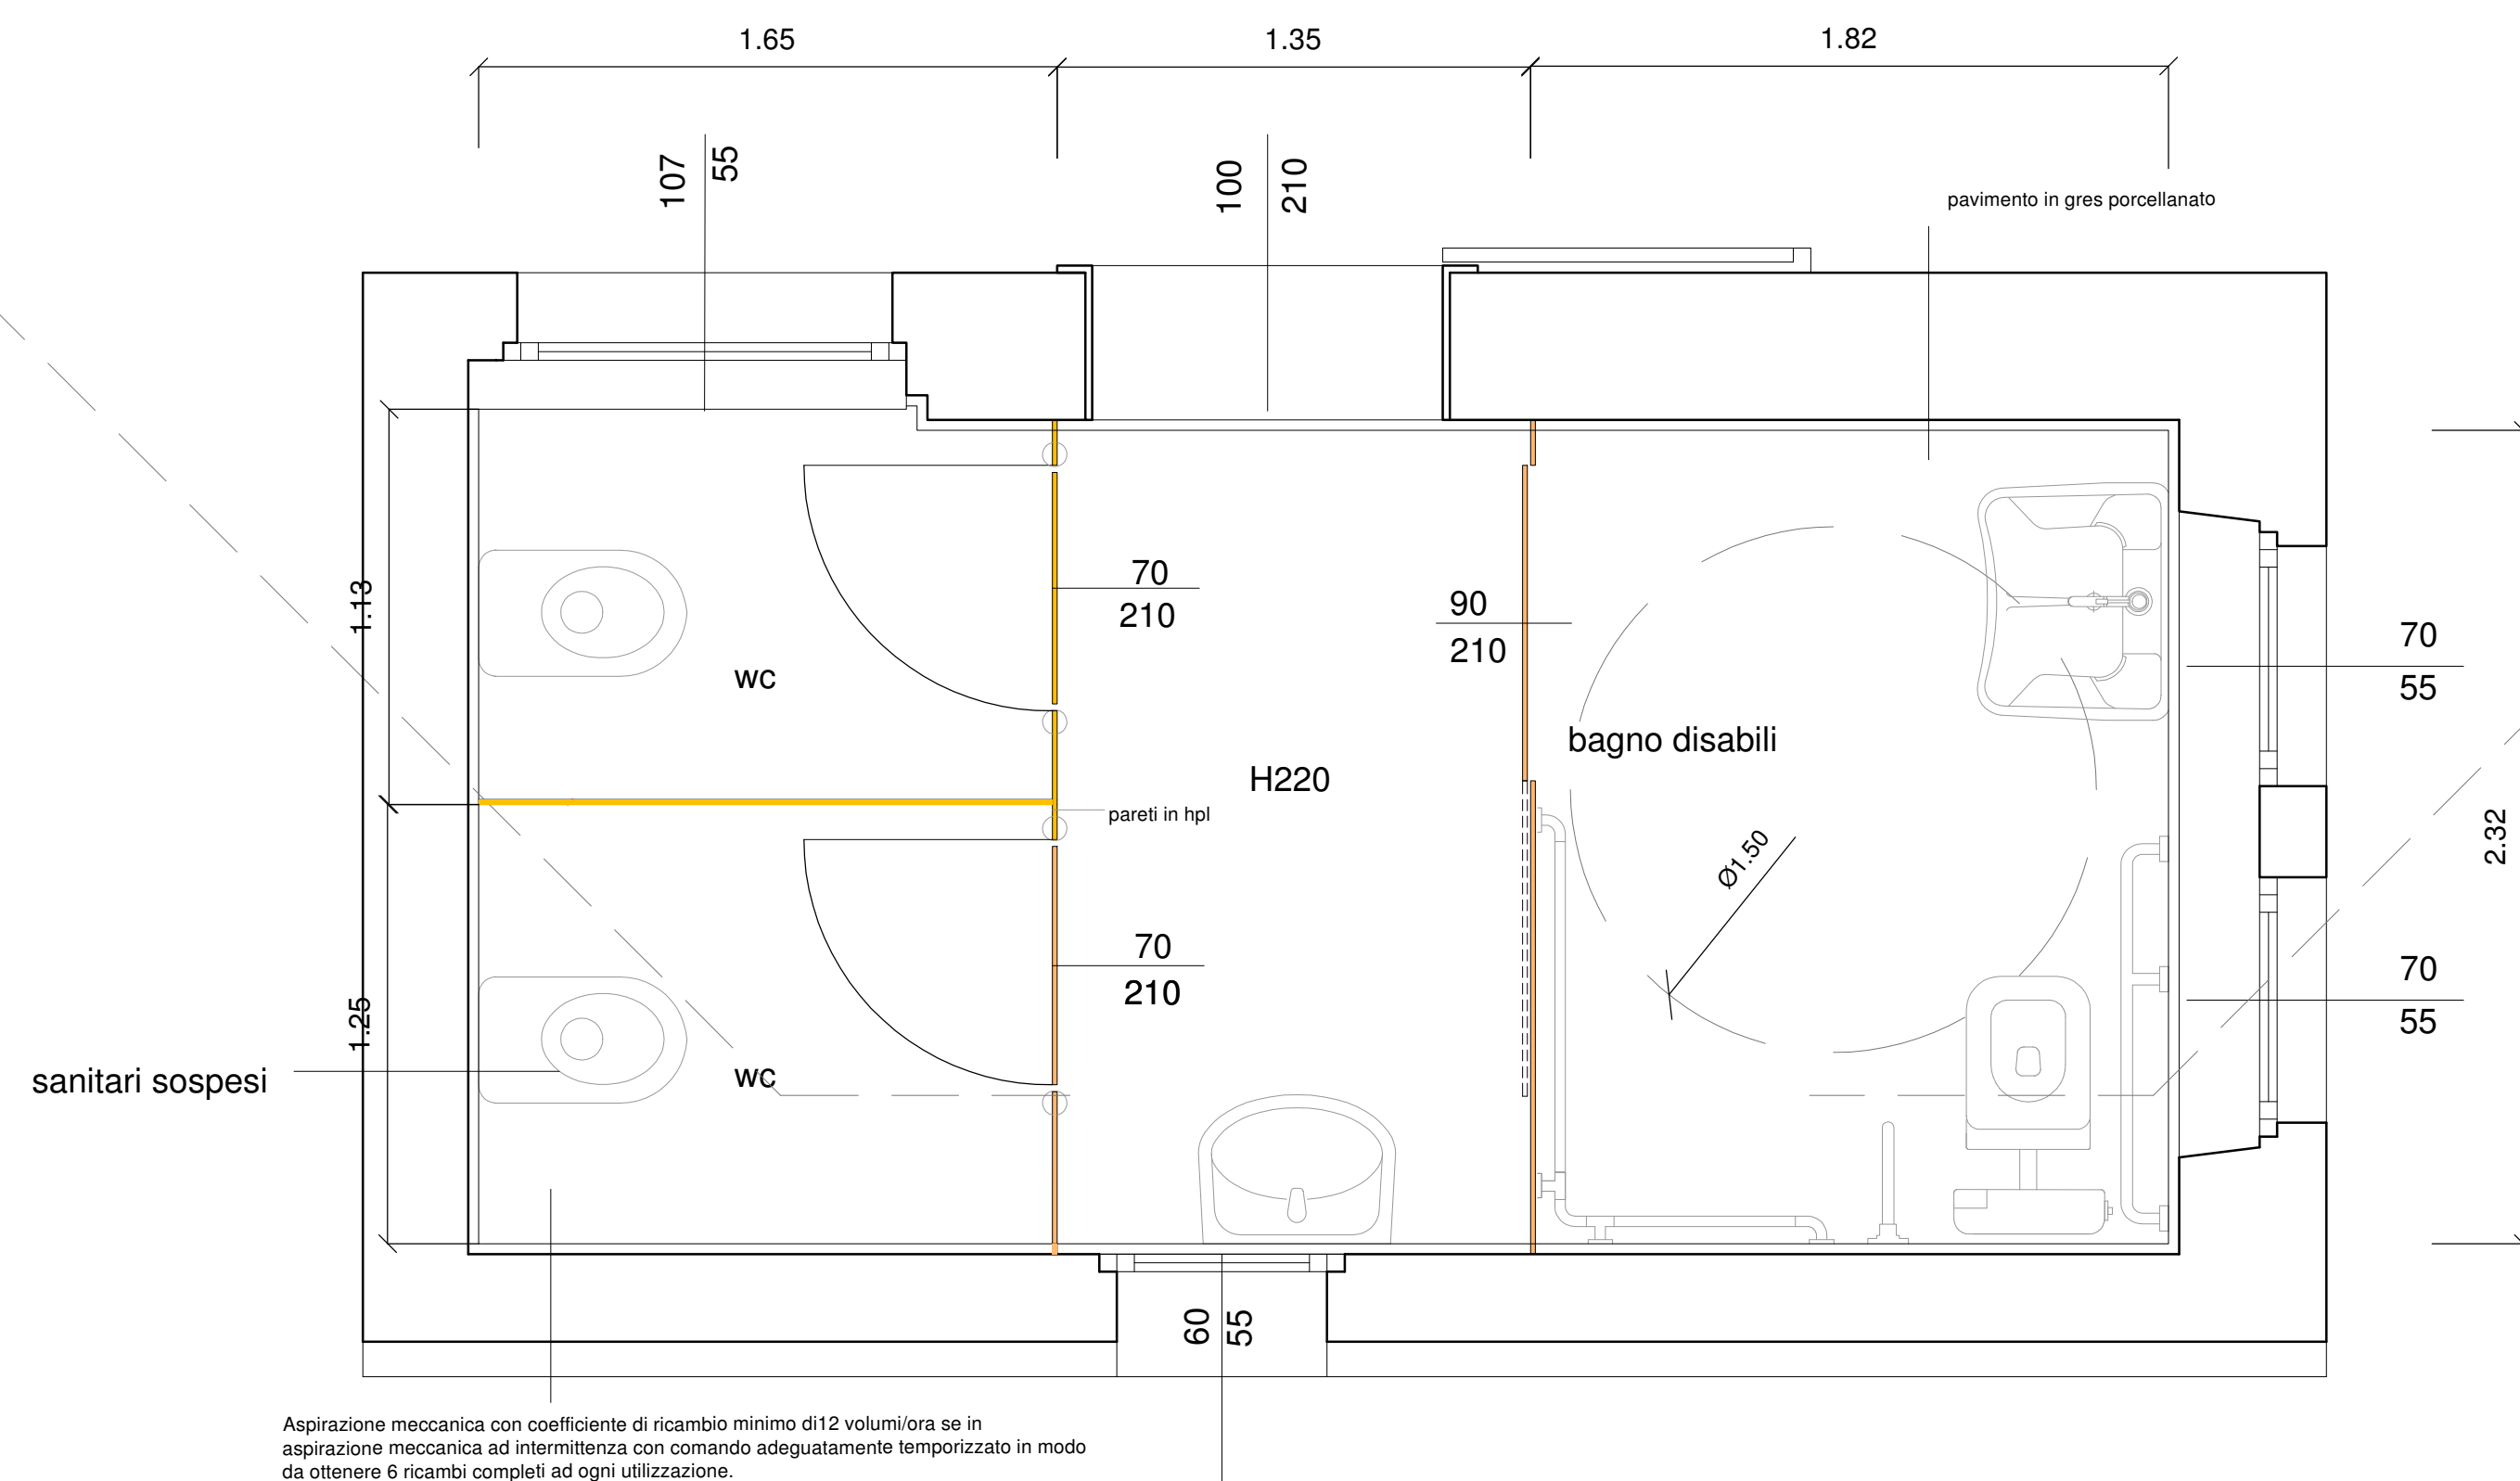 1.65
1.35
1.82
107
55
100
210
pavimento in gres porcellanato
1.13
70
210
90
210
70
55
wc
bagno disabili
H220
pareti in hpl
Ø1.50
2.32
70
210
70
55
1.25
sanitari sospesi
wc
60
55
Aspirazione meccanica con coefficiente di ricambio minimo di12 volumi/ora se in
aspirazione meccanica ad intermittenza con comando adeguatamente temporizzato in modo
da ottenere 6 ricambi completi ad ogni utilizzazione.